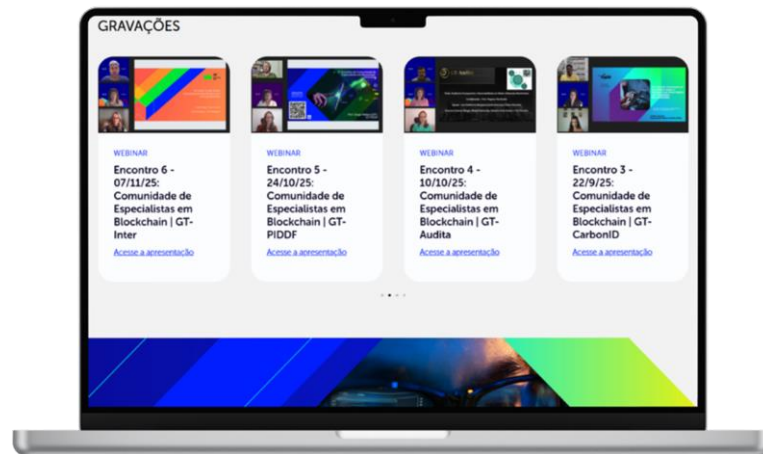 GRAVAÇÕES
WEBINAR
Encontro 6 -
07/11/25:
Comunidade de
Especialistas em
Blockchain | GT-
Inter
Acesse a apresentação
WEBINAR
Encontro 5 -
24/10/25:
Comunidade de
Especialistas em
Blockchain | GT-
PIDDF
Acesse a apresentação
WEBINAR
Encontro 4 -
10/10/25:
Comunidade de
Especialistas em
Blockchain | GT-
Audita
Acesse a apresentação
WEBINAR
Encontro 3 -
22/9/25:
Comunidade de
Especialistas em
Blockchain | GT-
CarbonID
Acesse a apresentação